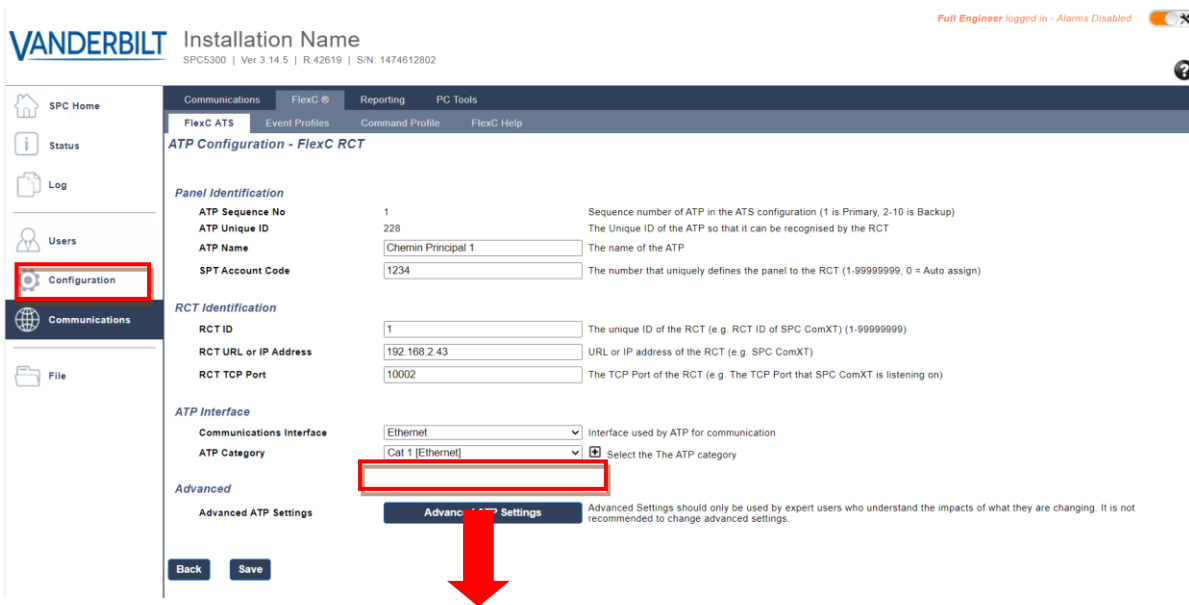 Full Engineer logged in - Alarms Disabled
VANDERBILT
Installation Name
SPC5300 | Ver 3.14.5 | R.42619 | S/N: 1474612802
?
SPC Home
Status
Log
Users
Configuration
Communications
File
Communications FlexC ® Reporting PC Tools
FlexC ATS Event Profiles Command Profile FlexC Help
ATP Configuration - FlexC RCT
Panel Identification
ATP Sequence No 1 Sequence number of ATP in the ATS configuration (1 is Primary, 2-10 is Backup)
ATP Unique ID 228 The Unique ID of the ATP so that it can be recognised by the RCT
ATP Name Chemin Principal 1 The name of the ATP
SPT Account Code 1234 The number that uniquely defines the panel to the RCT (1-99999999, 0 = Auto assign)
RCT Identification
RCT ID 1 The unique ID of the RCT (e.g. RCT ID of SPC ComXT) (1-99999999)
RCT URL or IP Address 192.168.2.43 URL or IP address of the RCT (e.g. SPC ComXT)
RCT TCP Port 10002 The TCP Port of the RCT (e.g. The TCP Port that SPC ComXT is listening on)
ATP Interface
Communications Interface Ethernet Interface used by ATP for communication
ATP Category Cat 1 [Ethernet] Select the The ATP category
Advanced
Advanced ATP Settings Advanced ATP Settings Advanced Settings should only be used by expert users who understand the impacts of what they are changing. It is not
recommended to change advanced settings.
Back Save